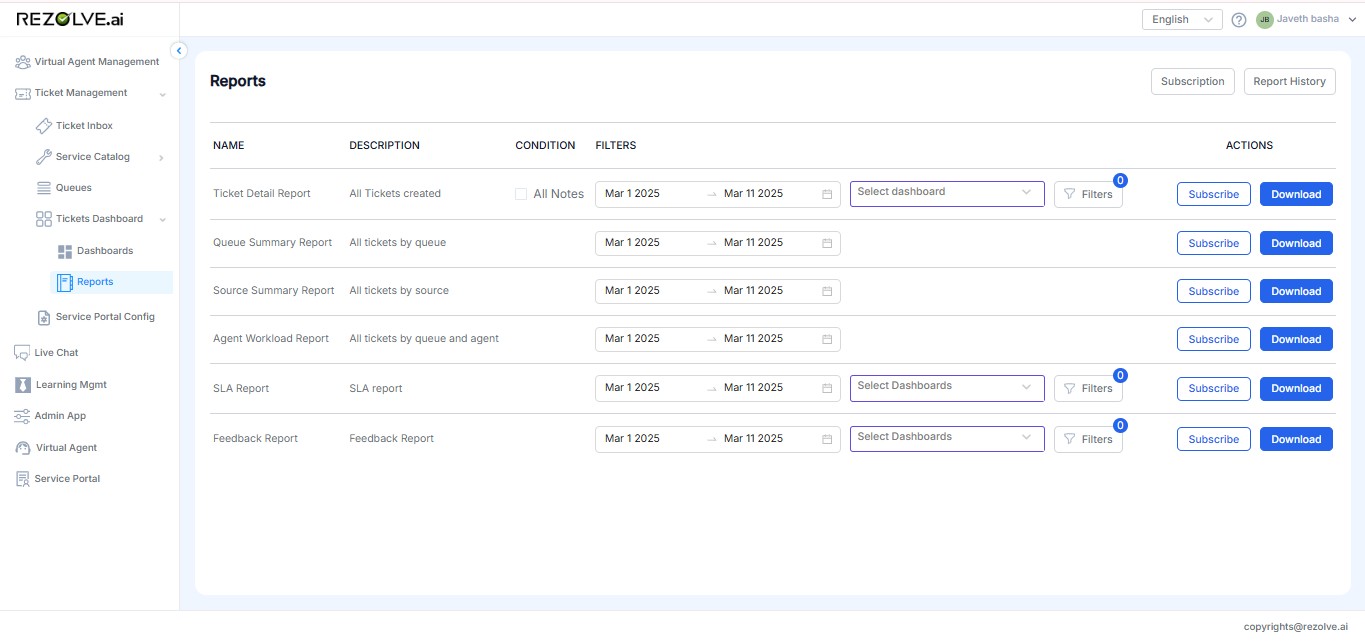 REZOLVE.ai
English
?
JB
Javeth basha
Virtual Agent Management
Ticket Management
Ticket Inbox
Service Catalog
Queues
Tickets Dashboard
Dashboards
Reports
Service Portal Config
Live Chat
Learning Mgmt
Admin App
Virtual Agent
Service Portal
Reports
Subscription
Report History
NAME DESCRIPTION CONDITION FILTERS ACTIONS
Ticket Detail Report All Tickets created All Notes Mar 1 2025 → Mar 11 2025 Select dashboard Filters 0 Subscribe Download
Queue Summary Report All tickets by queue Mar 1 2025 → Mar 11 2025 Subscribe Download
Source Summary Report All tickets by source Mar 1 2025 → Mar 11 2025 Subscribe Download
Agent Workload Report All tickets by queue and agent Mar 1 2025 → Mar 11 2025 Subscribe Download
SLA Report SLA report Mar 1 2025 → Mar 11 2025 Select Dashboards Filters 0 Subscribe Download
Feedback Report Feedback Report Mar 1 2025 → Mar 11 2025 Select Dashboards Filters 0 Subscribe Download
copyrights@rezolve.ai